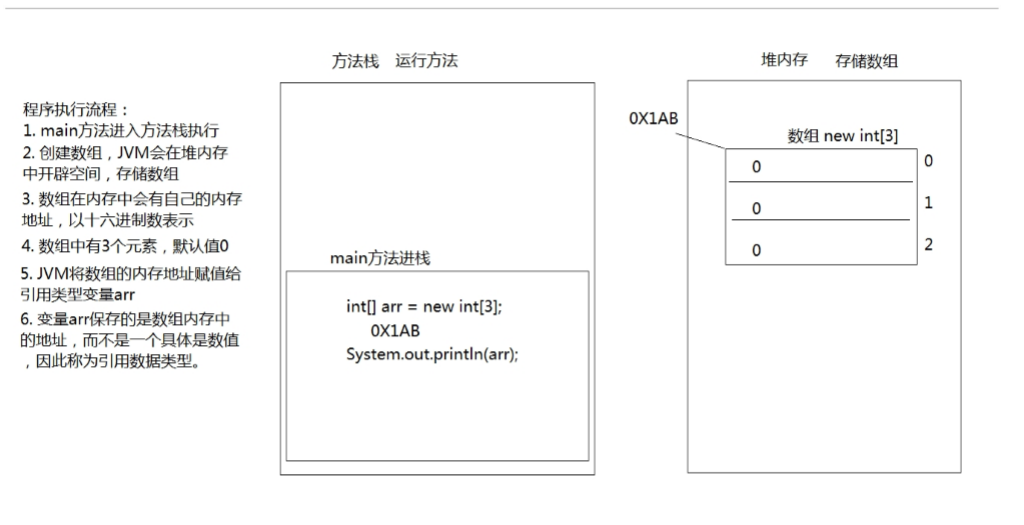 方法栈 运行方法
堆内存 存储数组
程序执行流程：
1. main方法进入方法栈执行
2. 创建数组，JVM会在堆内存
中开辟空间，存储数组
3. 数组在内存中会有自己的内存
地址，以十六进制数表示
4. 数组中有3个元素，默认值0
5. JVM将数组的内存地址赋值给
引用类型变量arr
6. 变量arr保存的是数组内存中
的地址，而不是一个具体是数值
，因此称为引用数据类型。
main方法进栈
int[] arr = new int[3];
0X1AB
System.out.println(arr);
0X1AB
数组 new int[3]
0 0
0 1
0 2